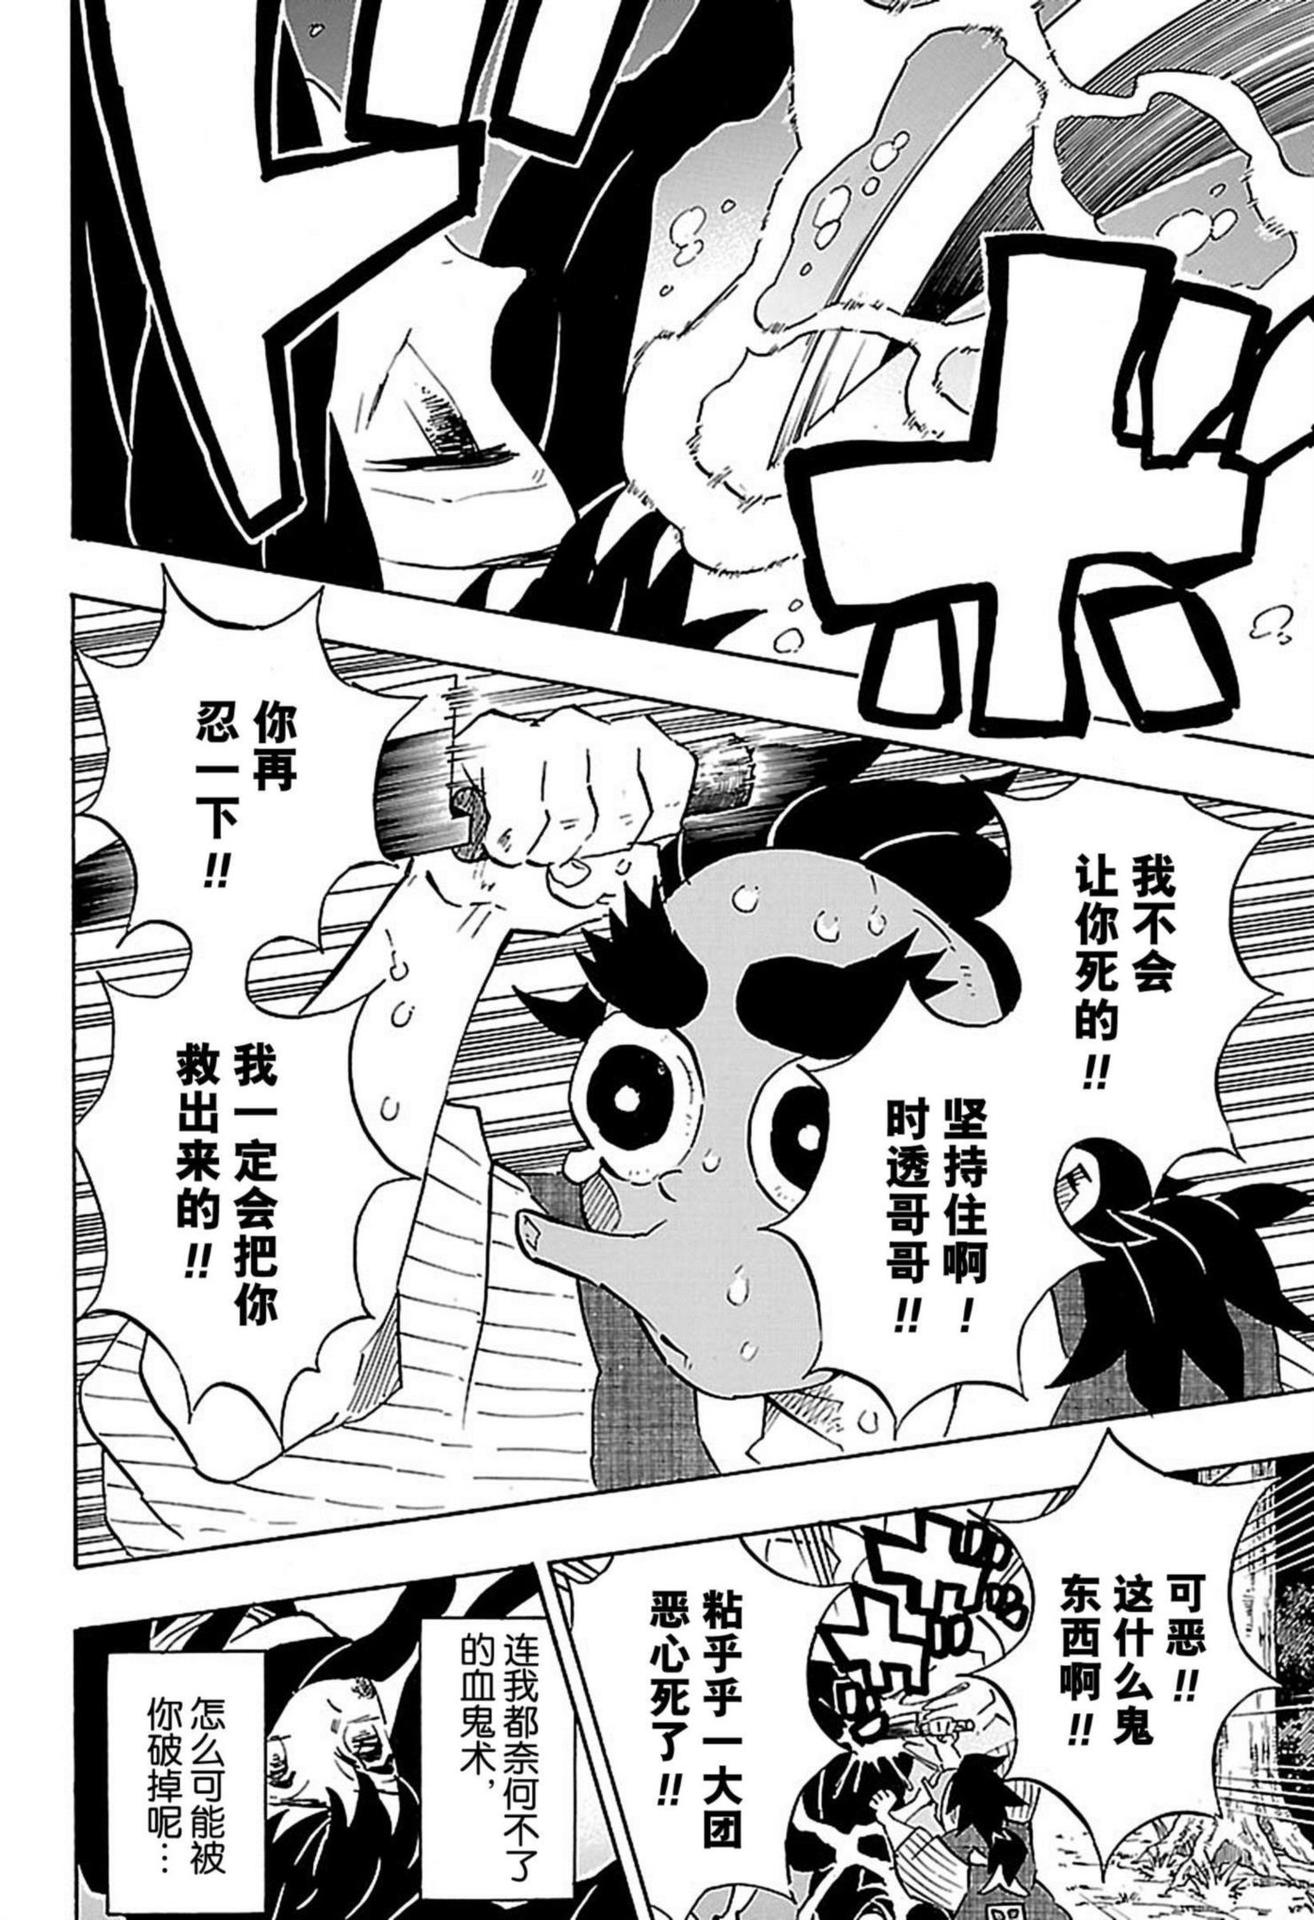 ドキ
我不会
让你死的!!
坚持住啊!
时透哥哥!!
你再
忍一下!!
我一定会把你
救出来的!!
可恶!!
这什么鬼
东西啊!!
粘乎乎一大团
恶心死了!!
连我都奈何不了
的血鬼术,
怎么可能被
你破掉呢…